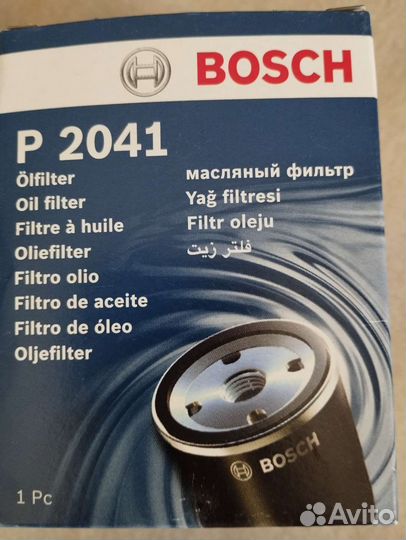 BOSCH
P 2041
Ölfilter
Oil filter
Filtre à huile
Oliefilter
Filtro olio
Filtro de aceite
Filtro de óleo
Oljefilter
масляный фильтр
Yağ filtresi
Filtr oleju
فلتر زيت
BOSCH
1 Pc
Avito